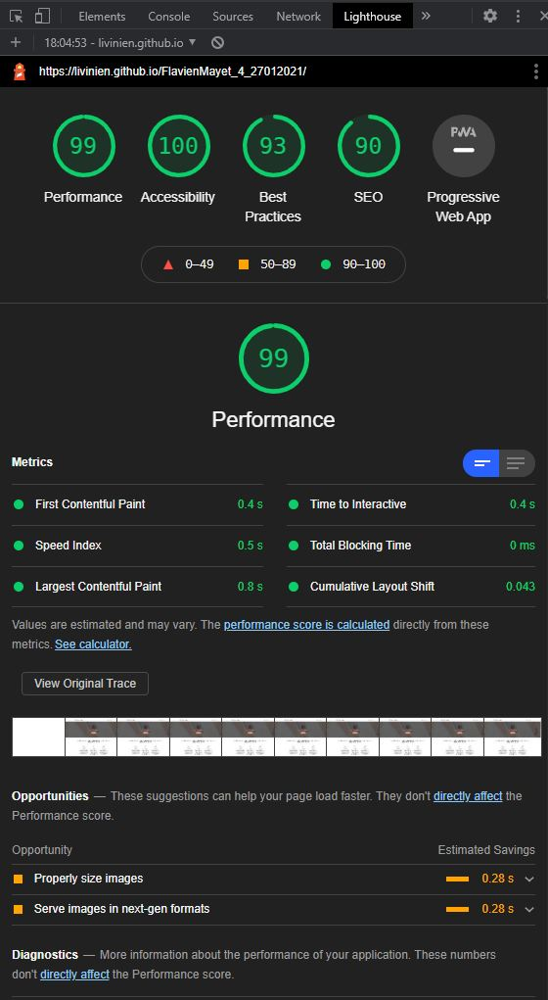 Elements Console Sources Network Lighthouse »
18:04:53 - livinien.github.io
https://livinien.github.io/FlavienMayet_4_27012021/
99 100 93 90 PWA
Performance Accessibility Best Practices SEO Progressive Web App
0–49 50–89 90–100
99
Performance
Metrics
First Contentful Paint 0.4 s
Time to Interactive 0.4 s
Speed Index 0.5 s
Total Blocking Time 0 ms
Largest Contentful Paint 0.8 s
Cumulative Layout Shift 0.043
Values are estimated and may vary. The performance score is calculated directly from these
metrics. See calculator.
View Original Trace
Opportunities — These suggestions can help your page load faster. They don't directly affect the
Performance score.
Opportunity Estimated Savings
Properly size images 0.28 s
Serve images in next-gen formats 0.28 s
Diagnostics — More information about the performance of your application. These numbers
don't directly affect the Performance score.